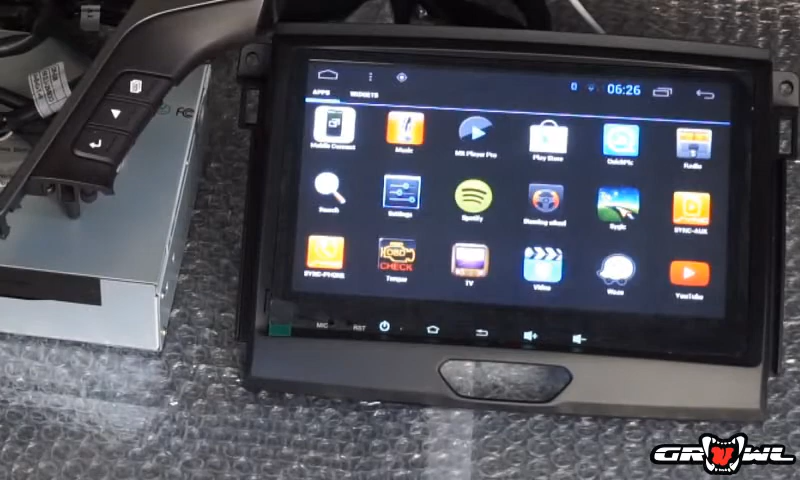 06:26
APPS WIDGETS
Mobile Connect Music MX Player Pro Play Store QuickPic Radio
Search Settings Spotify Steering wheel Sygic SYNC-AUX
OBD
CHECK
SYNC-PHONE Torque TV Video Waze YouTube
MIC RST
FC
GROWL